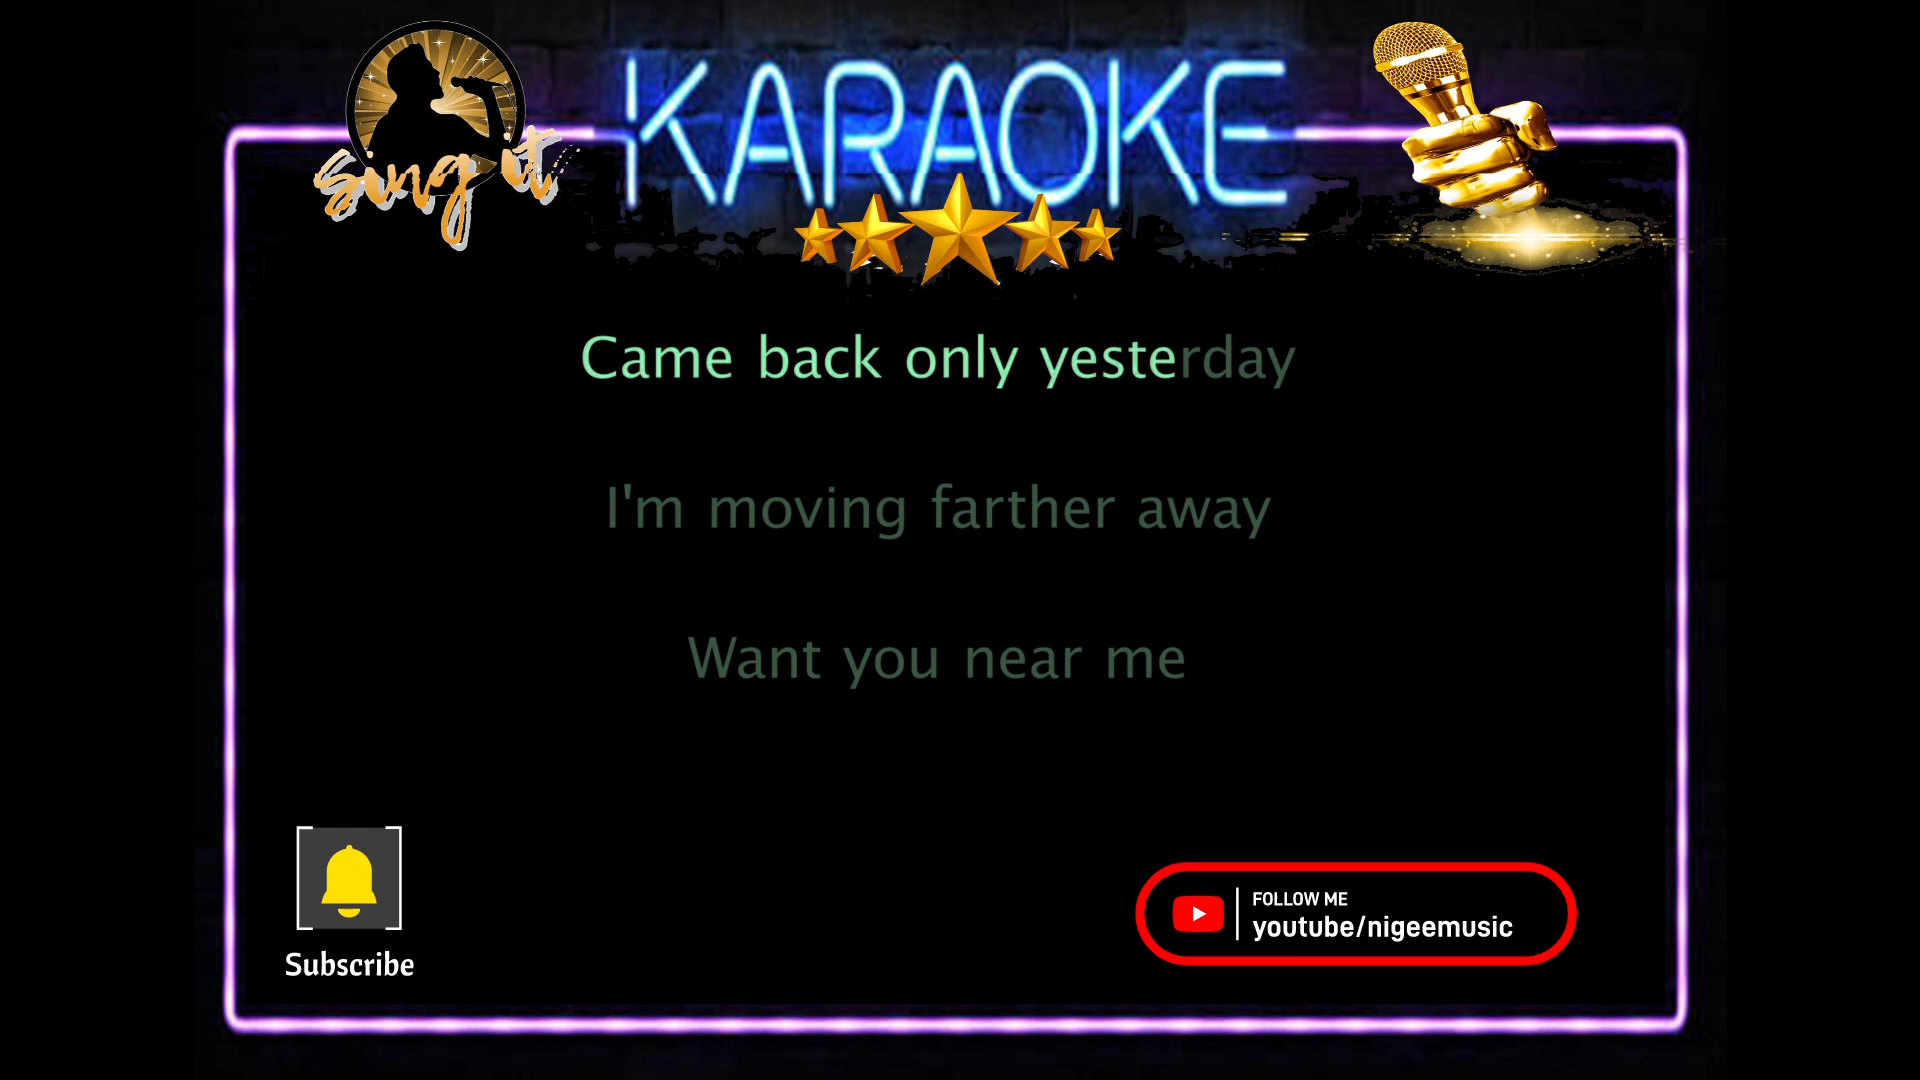 sing it
KARAOKE
Came back only yesterday
I'm moving farther away
Want you near me
Subscribe
FOLLOW ME
youtube/nigeemusic